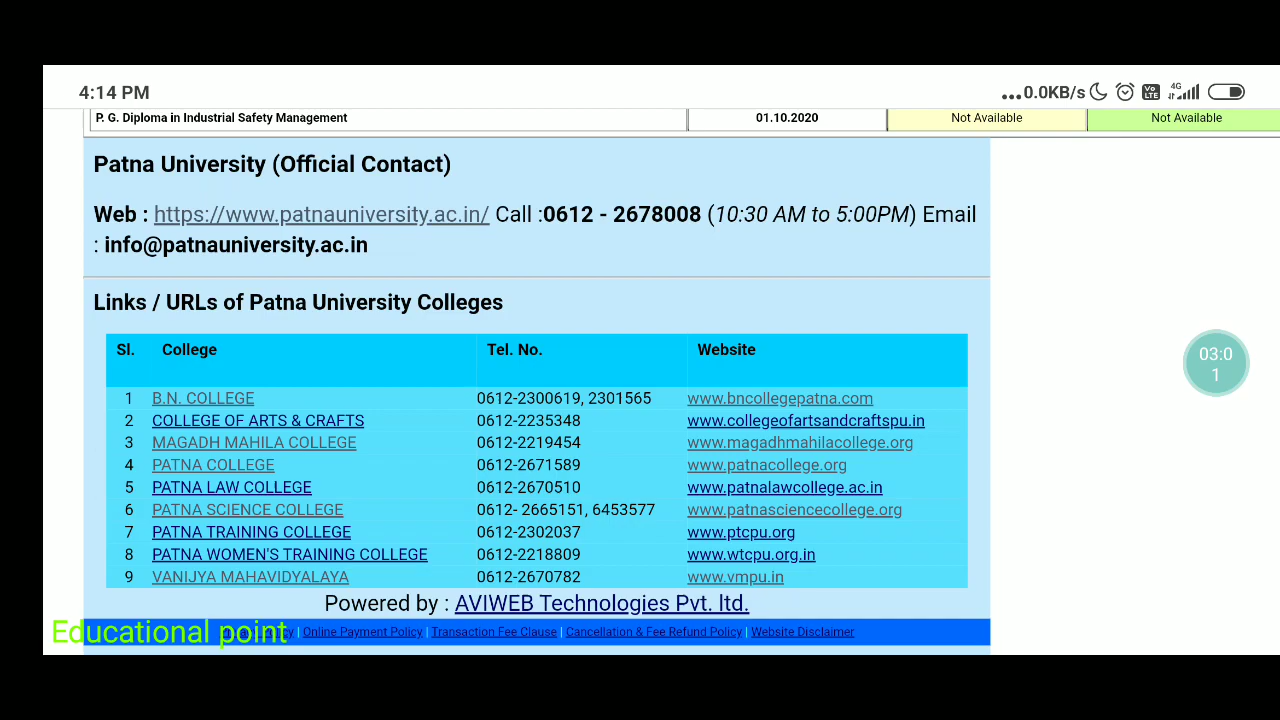 4:14 PM ...0.0KB/s Vo LTE 4G
P. G. Diploma in Industrial Safety Management 01.10.2020 Not Available Not Available
Patna University (Official Contact)
Web : https://www.patnauniversity.ac.in/ Call :0612 - 2678008 (10:30 AM to 5:00PM) Email
: info@patnauniversity.ac.in
Links / URLs of Patna University Colleges
Sl. College Tel. No. Website
1 B.N. COLLEGE 0612-2300619, 2301565 www.bncollegepatna.com
2 COLLEGE OF ARTS & CRAFTS 0612-2235348 www.collegeofartsandcraftspu.in
3 MAGADH MAHILA COLLEGE 0612-2219454 www.magadhmahilacollege.org
4 PATNA COLLEGE 0612-2671589 www.patnacollege.org
5 PATNA LAW COLLEGE 0612-2670510 www.patnalawcollege.ac.in
6 PATNA SCIENCE COLLEGE 0612- 2665151, 6453577 www.patnasciencecollege.org
7 PATNA TRAINING COLLEGE 0612-2302037 www.ptcpu.org
8 PATNA WOMEN'S TRAINING COLLEGE 0612-2218809 www.wtcpu.org.in
9 VANIJYA MAHAVIDYALAYA 0612-2670782 www.vmpu.in
03:0
1
Powered by : AVIWEB Technologies Pvt. ltd.
Educational point
| Online Payment Policy | Transaction Fee Clause | Cancellation & Fee Refund Policy | Website Disclaimer